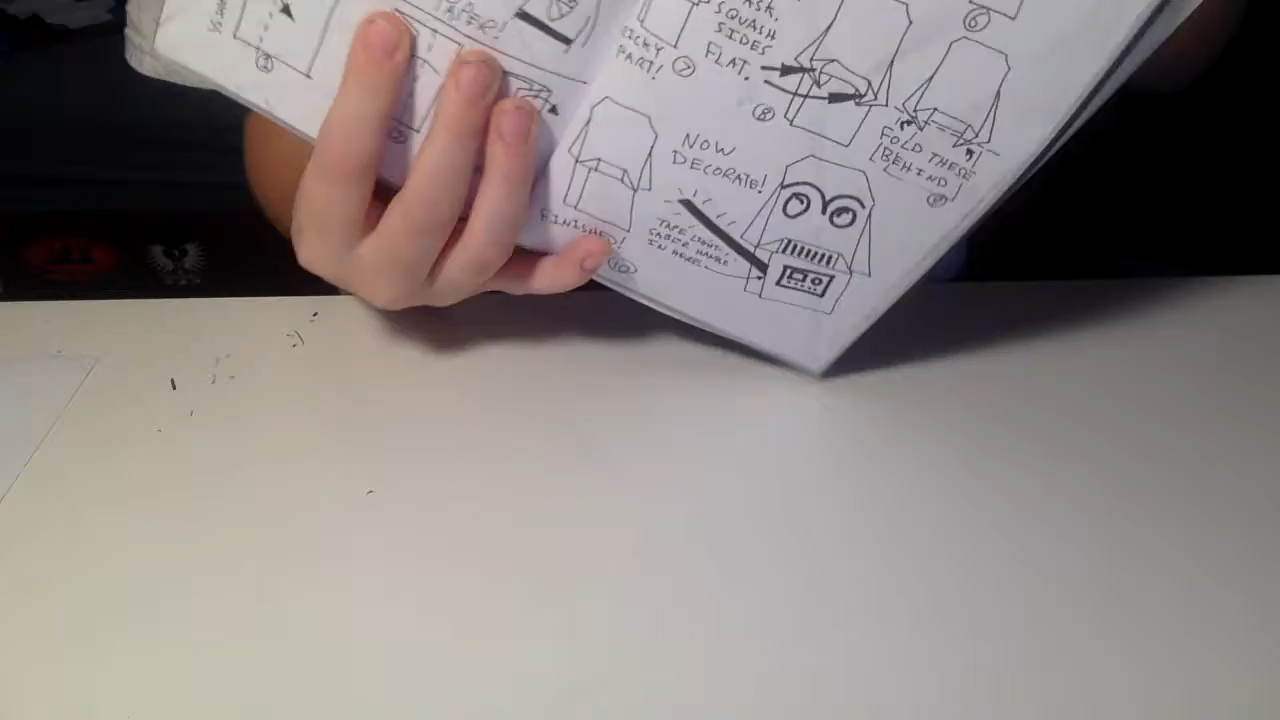 TAPER!
TRICKY
PART!
7
SQUASH
SIDES
FLAT.
8
6
FOLD THESE
BEHIND
9
NOW
DECORATE!
TAPE LIGHT-
SABER HANDLE
IN HERE
FINISHED!
10